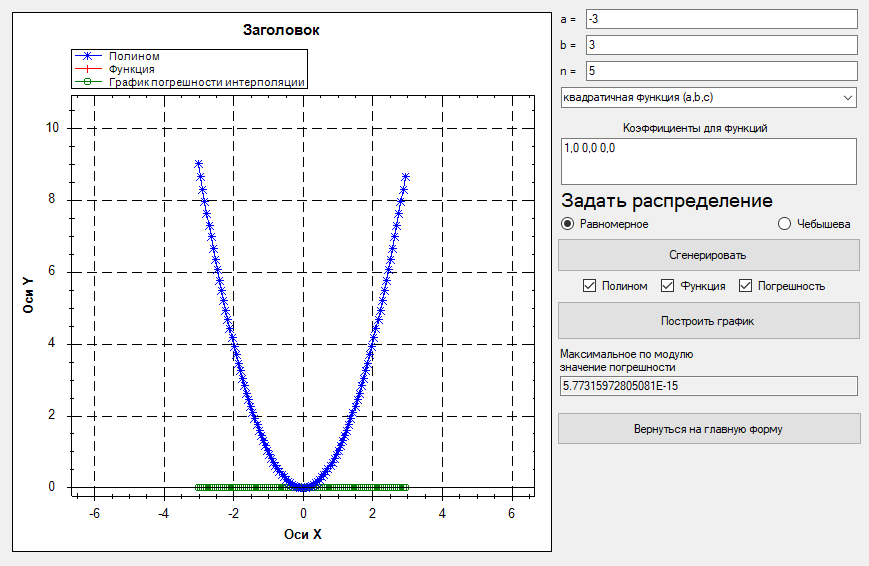 Заголовок
Полином
Функция
График погрешности интерполяции
10
8
6
4
2
0
-6 -4 -2 0 2 4 6
Оси X
Оси Y
a = -3
b = 3
n = 5
квадратичная функция (a,b,c)
Коэффициенты для функций
1,0 0,0 0,0
Задать распределение
Равномерное Чебышева
Сгенерировать
Полином Функция Погрешность
Построить график
Максимальное по модулю
значение погрешности
5.77315972805081E-15
Вернуться на главную форму